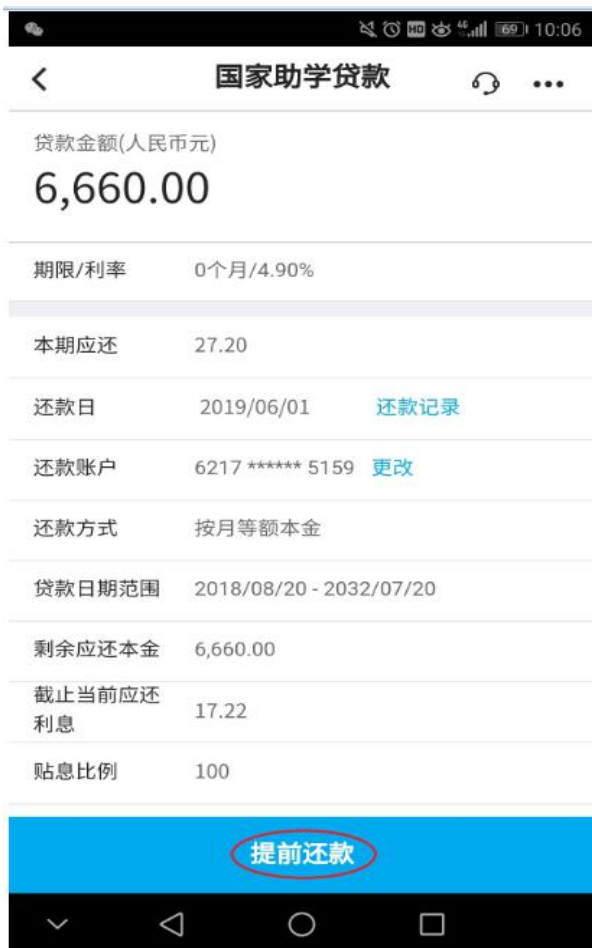 HD 46 69 10:06
国家助学贷款
贷款金额(人民币元)
6,660.00
期限/利率 0个月/4.90%
本期应还 27.20
还款日 2019/06/01 还款记录
还款账户 6217 ****** 5159 更改
还款方式 按月等额本金
贷款日期范围 2018/08/20 - 2032/07/20
剩余应还本金 6,660.00
截止当前应还
利息 17.22
贴息比例 100
提前还款